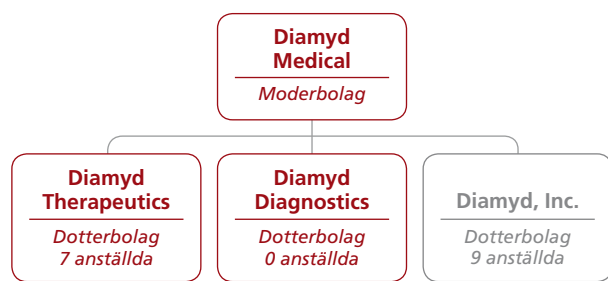 Diamyd
Medical
Moderbolag
Diamyd
Therapeutics
Dotterbolag
7 anställda
Diamyd
Diagnostics
Dotterbolag
0 anställda
Diamyd, Inc.
Dotterbolag
9 anställda